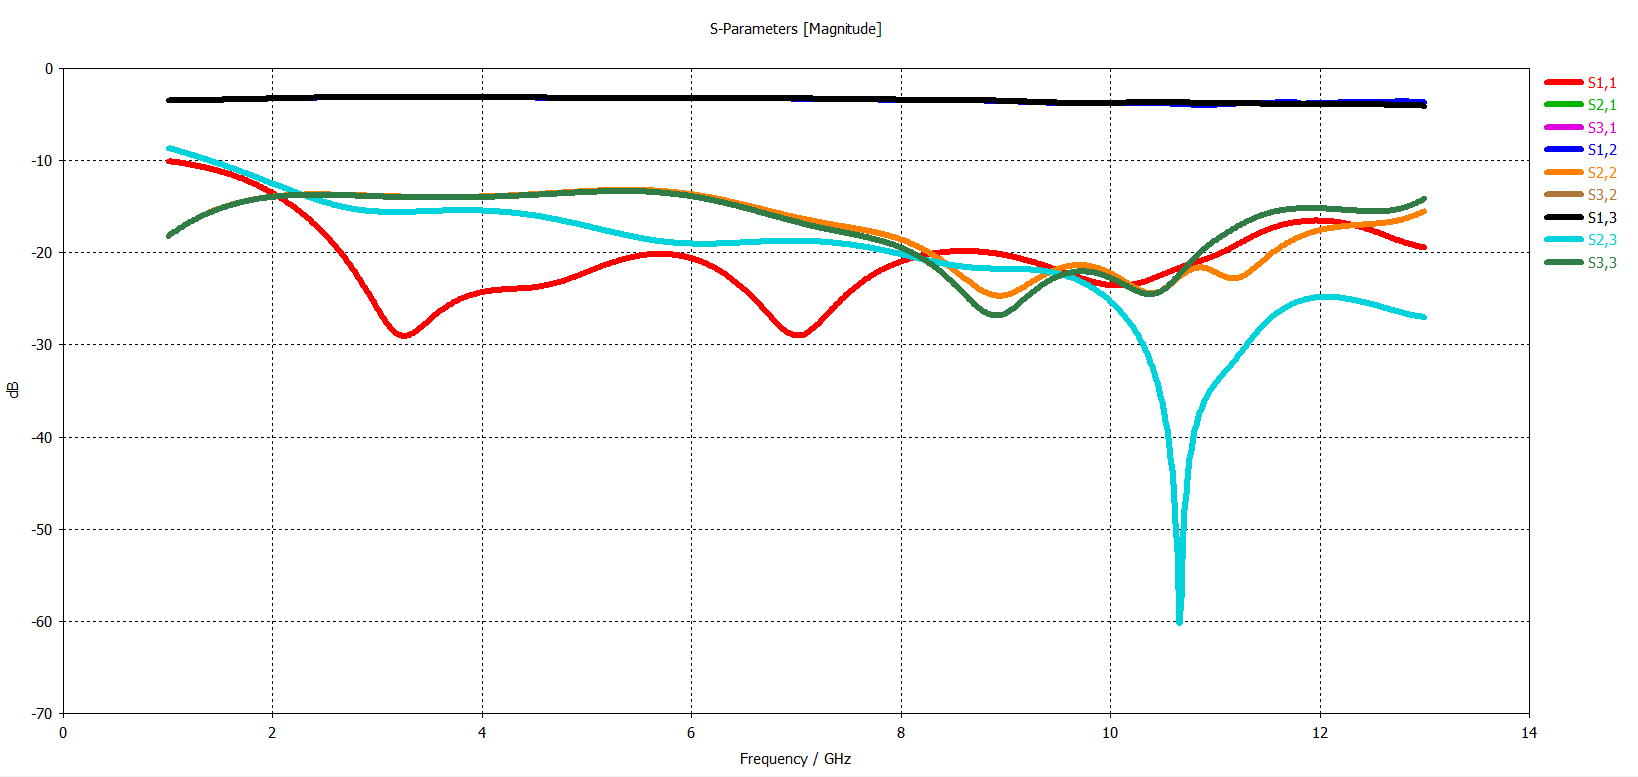 S-Parameters [Magnitude]
0
-10
-20
-30
-40
-50
-60
-70
dB
0 2 4 6 8 10 12 14
Frequency / GHz
S1,1
S2,1
S3,1
S1,2
S2,2
S3,2
S1,3
S2,3
S3,3